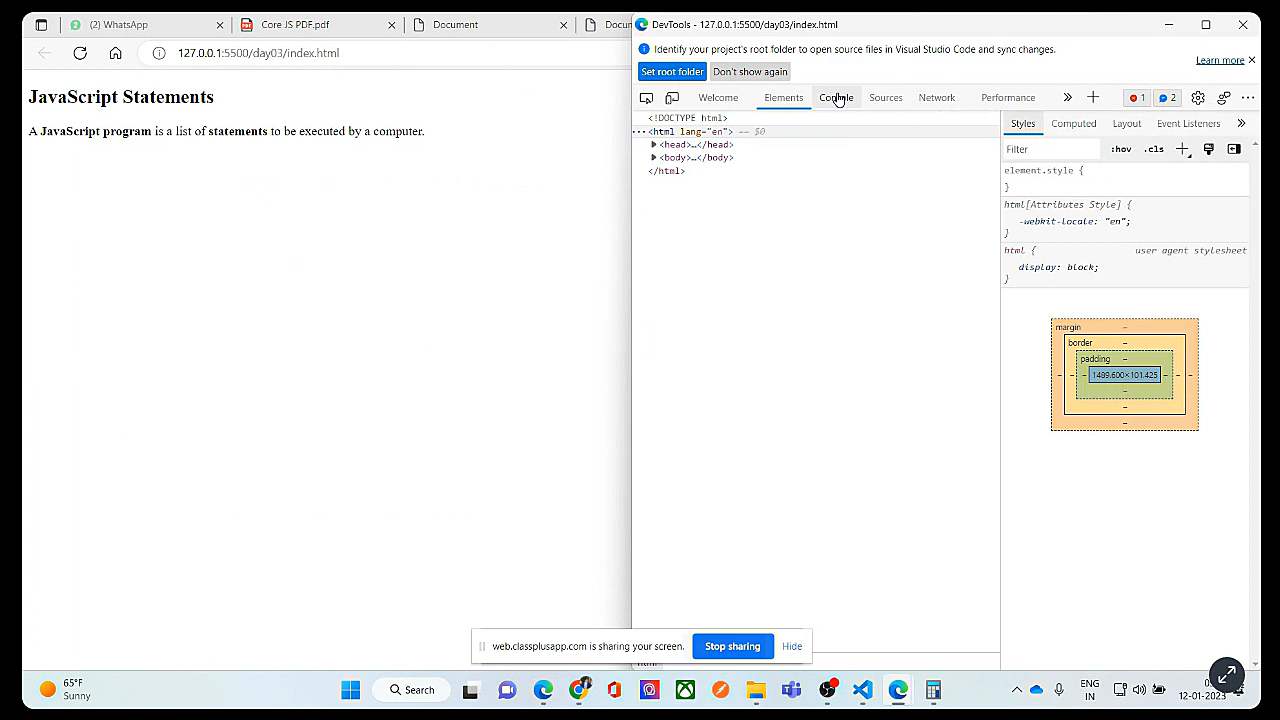 (2) WhatsApp
Core JS PDF.pdf
Document
127.0.0.1:5500/day03/index.html
JavaScript Statements
A JavaScript program is a list of statements to be executed by a computer.
DevTools - 127.0.0.1:5500/day03/index.html
Identify your project's root folder to open source files in Visual Studio Code and sync changes.
Learn more
Set root folder
Don't show again
Welcome
Elements
Console
Sources
Network
Performance
1
2
<!DOCTYPE html>
<html lang="en"> == $0
<head>…</head>
<body>…</body>
</html>
Styles
Computed
Layout
Event Listeners
Filter
:hov
.cls
element.style {
}
html[Attributes Style] {
-webkit-locale: "en";
}
html {
user agent stylesheet
display: block;
}
margin
border
padding
1489.600×101.425
web.classplusapp.com is sharing your screen.
Stop sharing
Hide
65°F
Sunny
Search
ENG
IN
12-01-2023